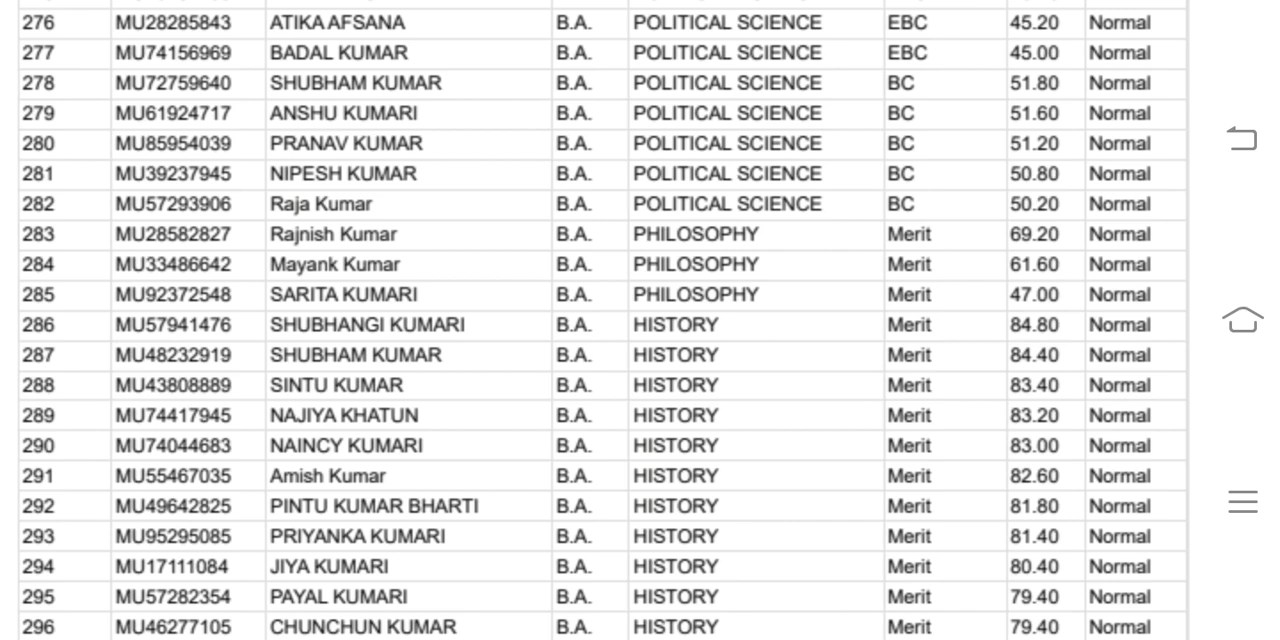 276 MU28285843 ATIKA AFSANA B.A. POLITICAL SCIENCE EBC 45.20 Normal
277 MU74156969 BADAL KUMAR B.A. POLITICAL SCIENCE EBC 45.00 Normal
278 MU72759640 SHUBHAM KUMAR B.A. POLITICAL SCIENCE BC 51.80 Normal
279 MU61924717 ANSHU KUMARI B.A. POLITICAL SCIENCE BC 51.60 Normal
280 MU85954039 PRANAV KUMAR B.A. POLITICAL SCIENCE BC 51.20 Normal
281 MU39237945 NIPESH KUMAR B.A. POLITICAL SCIENCE BC 50.80 Normal
282 MU57293906 Raja Kumar B.A. POLITICAL SCIENCE BC 50.20 Normal
283 MU28582827 Rajnish Kumar B.A. PHILOSOPHY Merit 69.20 Normal
284 MU33486642 Mayank Kumar B.A. PHILOSOPHY Merit 61.60 Normal
285 MU92372548 SARITA KUMARI B.A. PHILOSOPHY Merit 47.00 Normal
286 MU57941476 SHUBHANGI KUMARI B.A. HISTORY Merit 84.80 Normal
287 MU48232919 SHUBHAM KUMAR B.A. HISTORY Merit 84.40 Normal
288 MU43808889 SINTU KUMAR B.A. HISTORY Merit 83.40 Normal
289 MU74417945 NAJIYA KHATUN B.A. HISTORY Merit 83.20 Normal
290 MU74044683 NAINCY KUMARI B.A. HISTORY Merit 83.00 Normal
291 MU55467035 Amish Kumar B.A. HISTORY Merit 82.60 Normal
292 MU49642825 PINTU KUMAR BHARTI B.A. HISTORY Merit 81.80 Normal
293 MU95295085 PRIYANKA KUMARI B.A. HISTORY Merit 81.40 Normal
294 MU17111084 JIYA KUMARI B.A. HISTORY Merit 80.40 Normal
295 MU57282354 PAYAL KUMARI B.A. HISTORY Merit 79.40 Normal
296 MU46277105 CHUNCHUN KUMAR B.A. HISTORY Merit 79.40 Normal